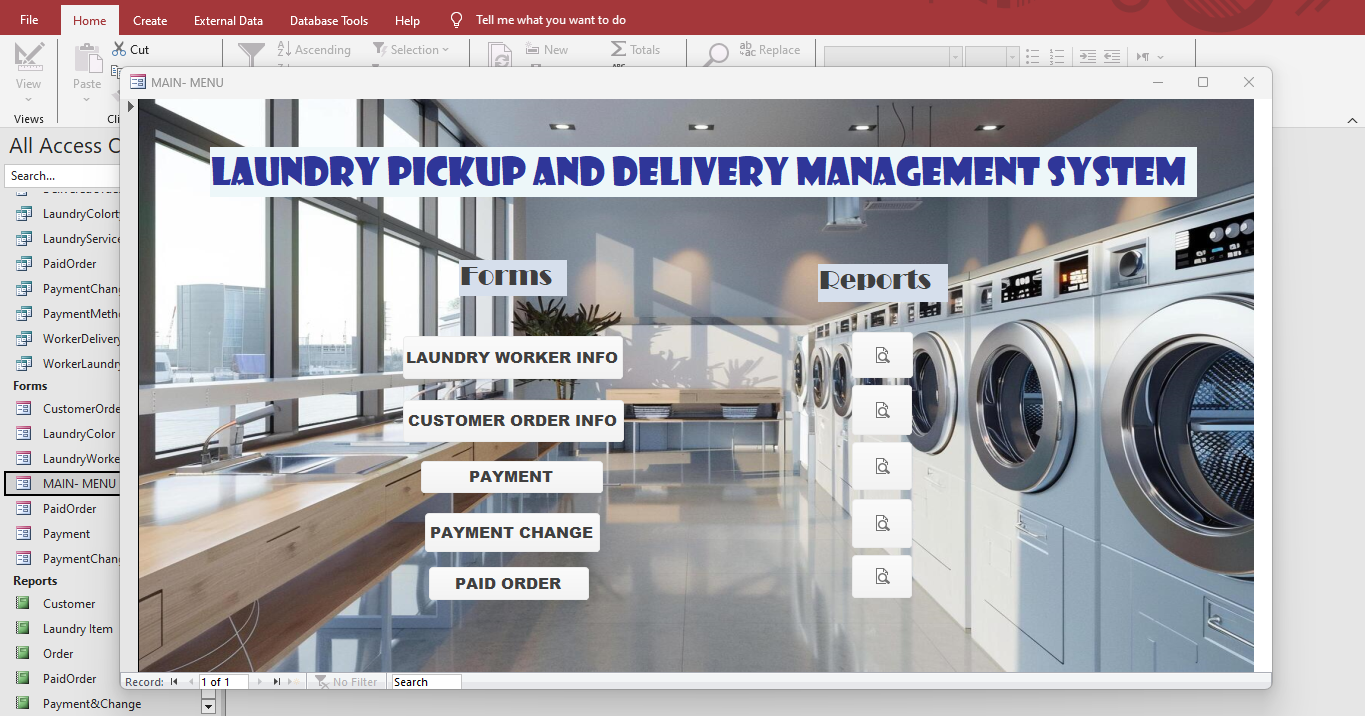 File Home Create External Data Database Tools Help Tell me what you want to do
View Paste Cut Ascending Selection New Totals Replace
Views
MAIN- MENU
All Access
Search...
LAUNDRY PICKUP AND DELIVERY MANAGEMENT SYSTEM
LaundryColort
LaundryService
PaidOrder
PaymentChang
PaymentMetho
WorkerDelivery
WorkerLaundry
Forms
CustomerOrde
LaundryColor
LaundryWorke
MAIN- MENU
PaidOrder
Payment
PaymentChang
Reports
Customer
Laundry Item
Order
PaidOrder
Payment&Change
Forms
LAUNDRY WORKER INFO
CUSTOMER ORDER INFO
PAYMENT
PAYMENT CHANGE
PAID ORDER
Reports
Record: 1 of 1 No Filter Search